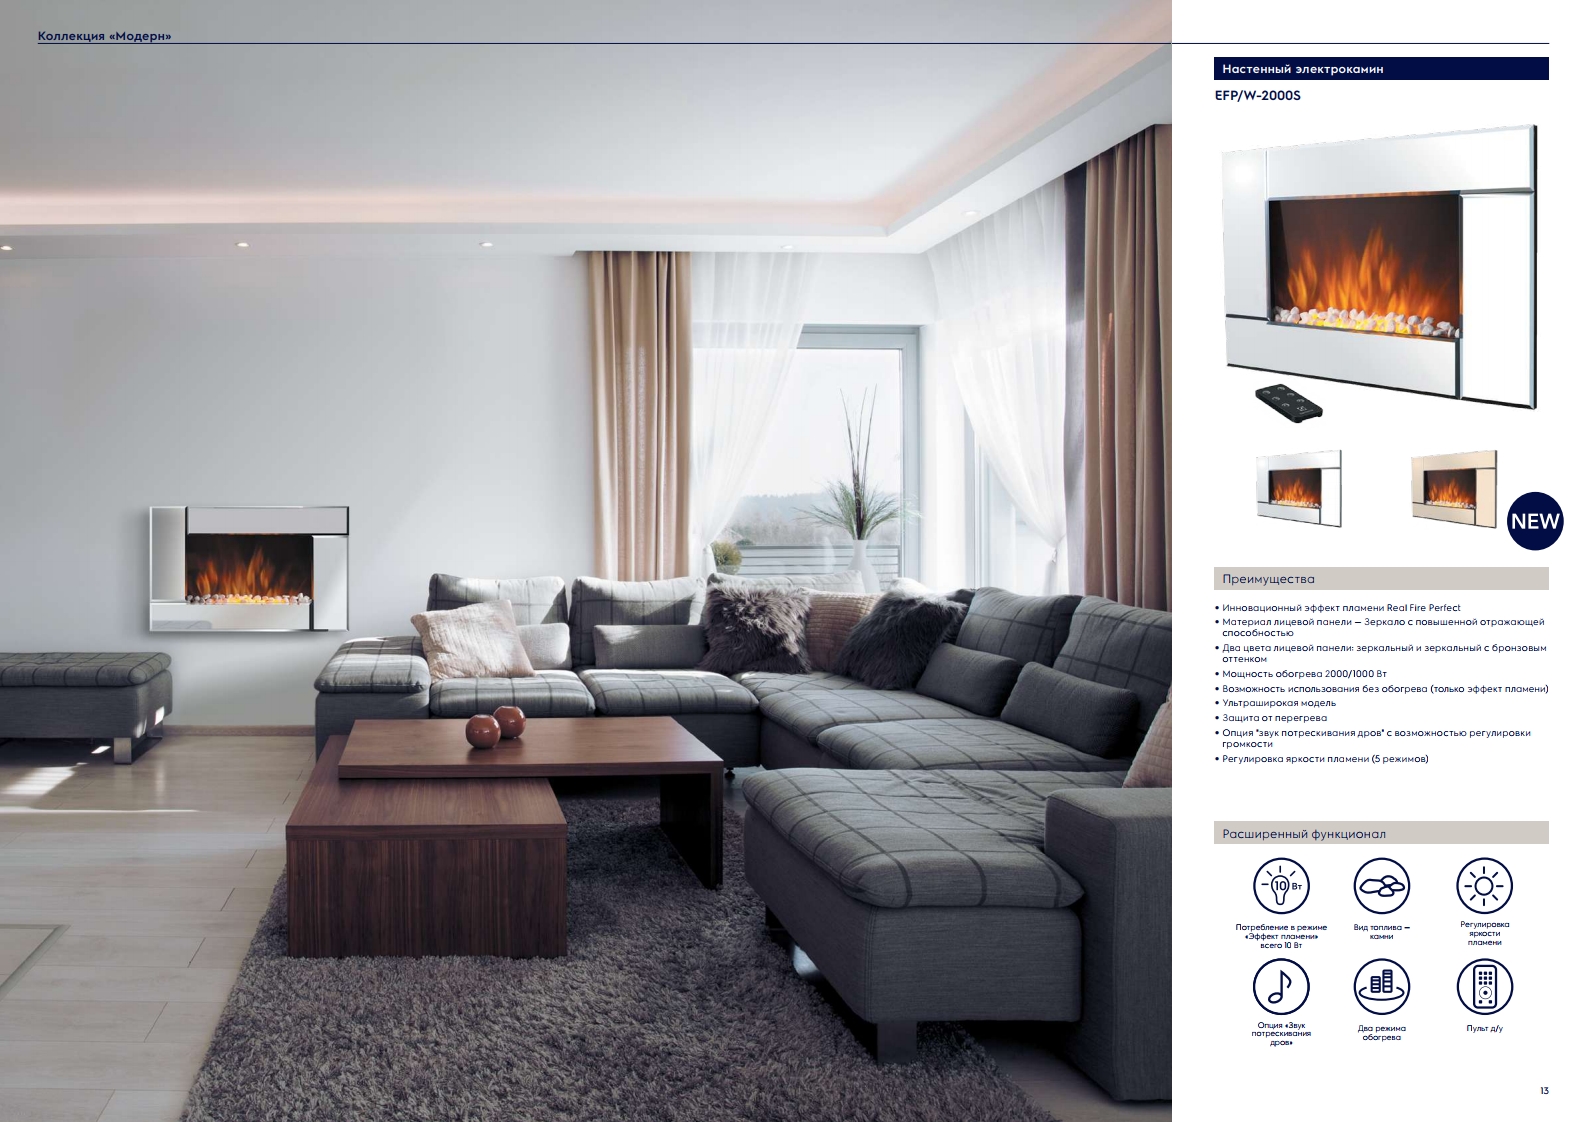 Коллекция «Модерн»
Настенный электрокамин
EFP/W-2000S
NEW
Преимущества
• Инновационный эффект пламени Real Fire Perfect
• Материал лицевой панели – Зеркало с повышенной отражающей
способностью
• Два цвета лицевой панели: зеркальный и зеркальный с бронзовым
оттенком
• Мощность обогрева 2000/1000 Вт
• Возможность использования без обогрева (только эффект пламени)
• Ультраширокая модель
• Защита от перегрева
• Опция "звук потрескивания дров" с возможностью регулировки
громкости
• Регулировка яркости пламени (5 режимов)
Расширенный функционал
10 Вт
Потребление в режиме
«Эффект пламени»
всего 10 Вт
Вид топлива –
камни
Регулировка
яркости
пламени
Опция «Звук
потрескивания
дров»
Два режима
обогрева
Пульт д/у
13